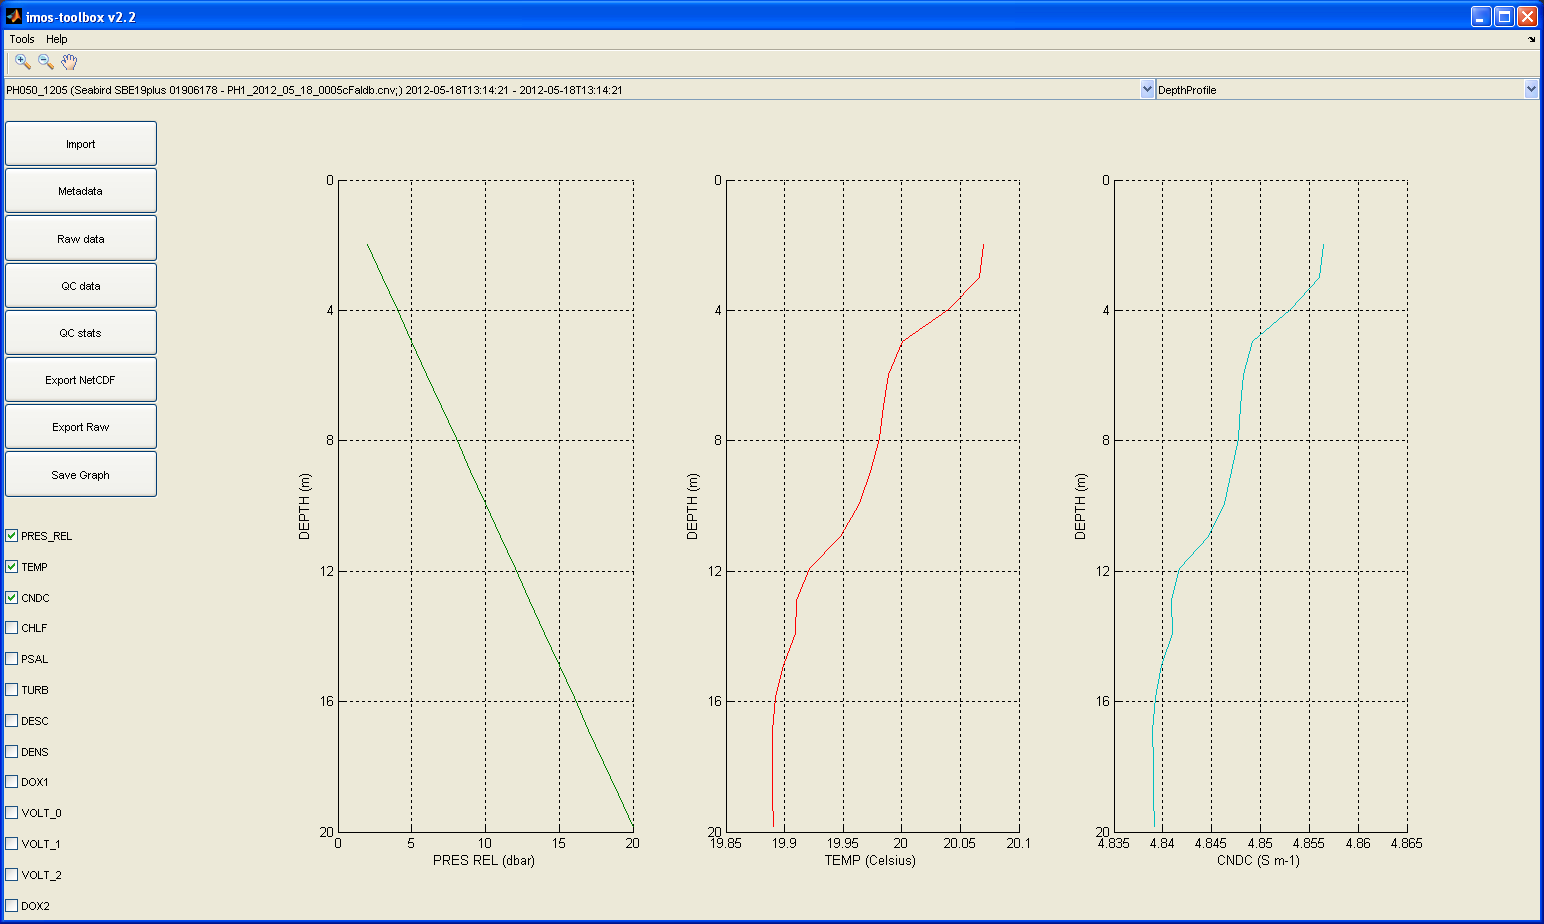 imos-toolbox v2.2
Tools Help
PH050_1205 (Seabird SBE19plus 01906178 - PH1_2012_05_18_0005cFaldb.cnv;) 2012-05-18T13:14:21 - 2012-05-18T13:14:21
DepthProfile
Import
Metadata
Raw data
QC data
QC stats
Export NetCDF
Export Raw
Save Graph
PRES_REL
TEMP
CNDC
CHLF
PSAL
TURB
DESC
DENS
DOX1
VOLT_0
VOLT_1
VOLT_2
DOX2
0
4
8
12
16
20
DEPTH (m)
0 5 10 15 20
PRES REL (dbar)
0
4
8
12
16
20
DEPTH (m)
19.85 19.9 19.95 20 20.05 20.1
TEMP (Celsius)
0
4
8
12
16
20
DEPTH (m)
4.835 4.84 4.845 4.85 4.855 4.86 4.865
CNDC (S m-1)